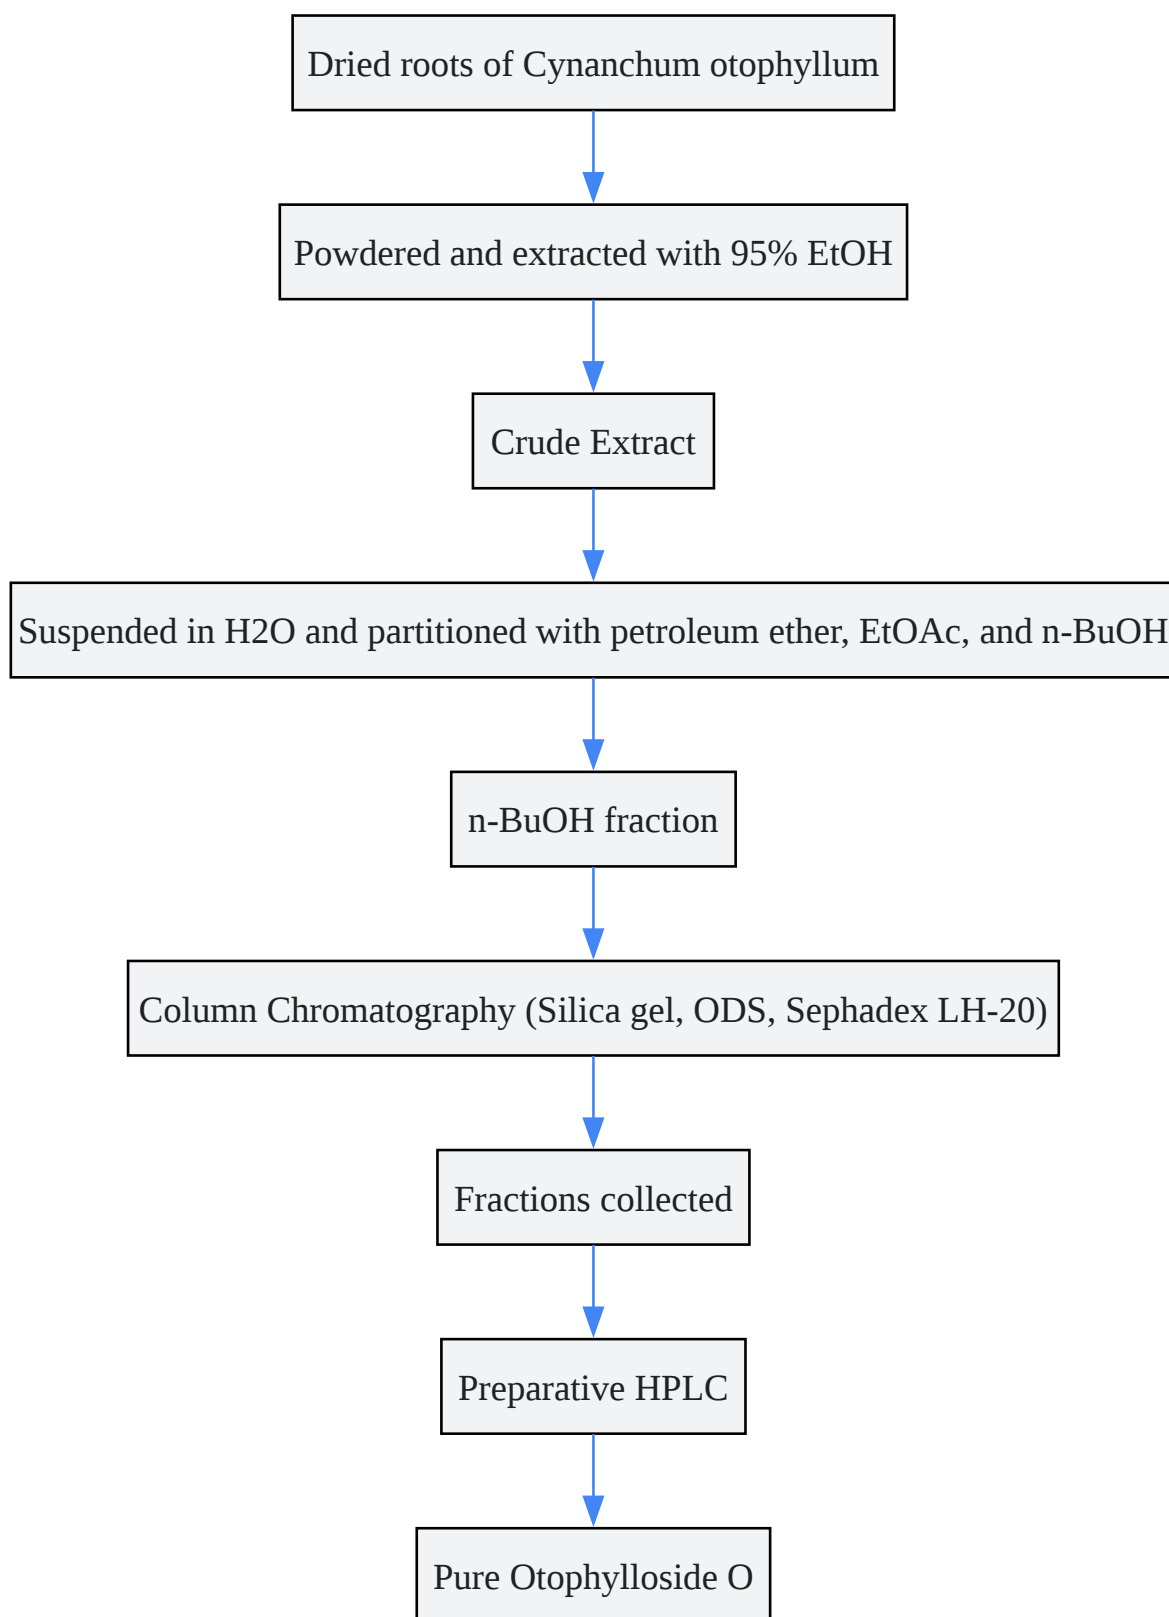 Dried roots of Cynanchum otophyllum
Powdered and extracted with 95% EtOH
Crude Extract
Suspended in H2O and partitioned with petroleum ether, EtOAc, and n-BuOH
n-BuOH fraction
Column Chromatography (Silica gel, ODS, Sephadex LH-20)
Fractions collected
Preparative HPLC
Pure Otophylloside O